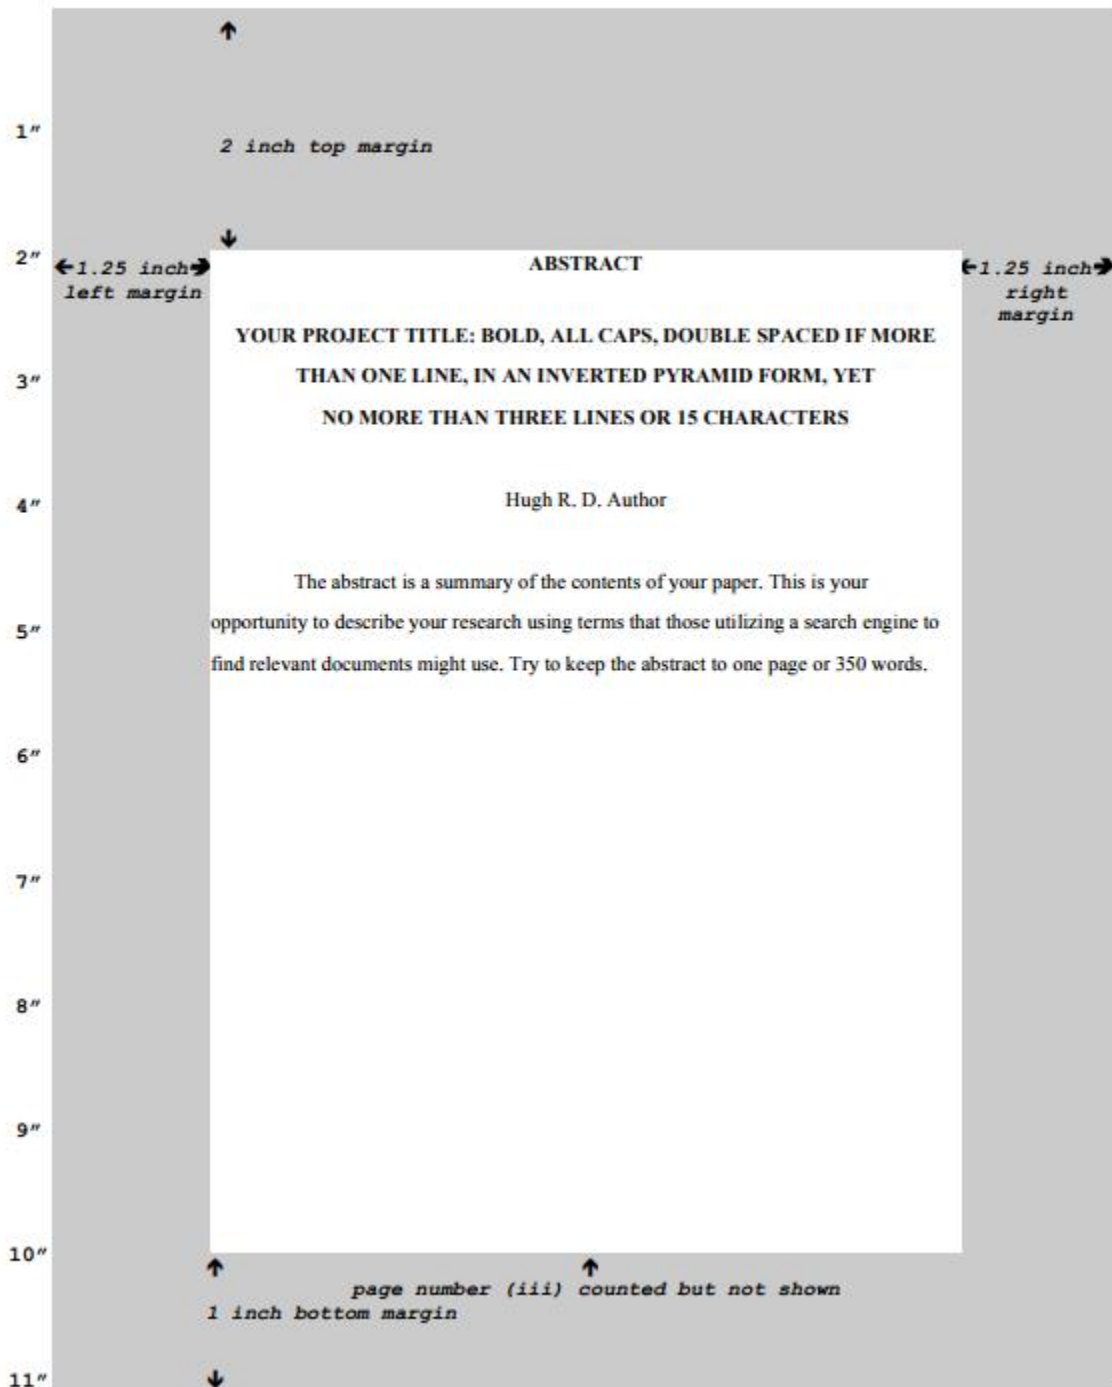 1″
2 inch top margin
2″
←1.25 inch→
left margin
ABSTRACT
←1.25 inch→
right
margin
YOUR PROJECT TITLE: BOLD, ALL CAPS, DOUBLE SPACED IF MORE
3″
THAN ONE LINE, IN AN INVERTED PYRAMID FORM, YET
NO MORE THAN THREE LINES OR 15 CHARACTERS
4″
Hugh R. D. Author
The abstract is a summary of the contents of your paper. This is your
5″
opportunity to describe your research using terms that those utilizing a search engine to
find relevant documents might use. Try to keep the abstract to one page or 350 words.
6″
7″
8″
9″
10″
page number (iii) counted but not shown
1 inch bottom margin
11″